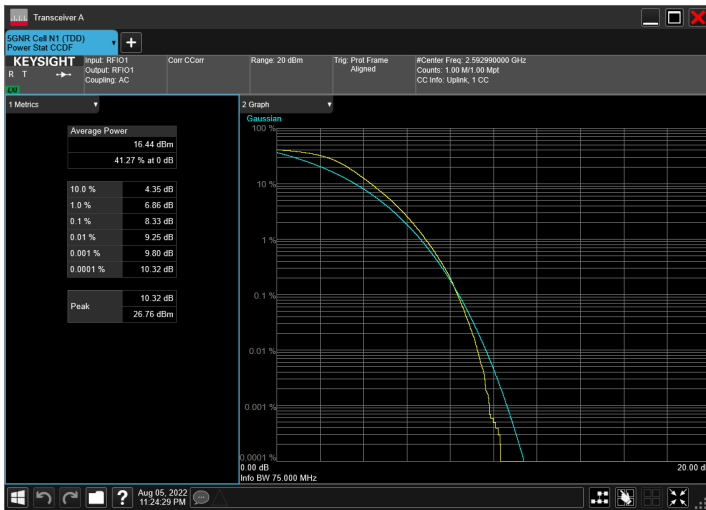 Transceiver A
5GNR Cell N1 (TDD)
Power Stat CCDF
KEYSIGHT
R T
LXI
Input: RFIO1
Output: RFIO1
Coupling: AC
Corr CCorr
Range: 20 dBm
Trig: Prot Frame
Aligned
#Center Freq: 2.592990000 GHz
Counts: 1.00 M/1.00 Mpt
CC Info: Uplink, 1 CC
1 Metrics
Average Power
16.44 dBm
41.27 % at 0 dB
10.0 % 4.35 dB
1.0 % 6.86 dB
0.1 % 8.33 dB
0.01 % 9.25 dB
0.001 % 9.80 dB
0.0001 % 10.32 dB
Peak
10.32 dB
26.76 dBm
2 Graph
Gaussian
100 %
10 %
1 %
0.1 %
0.01 %
0.001 %
0.0001 %
0.00 dB
20.00 d
Info BW 75.000 MHz
Aug 05, 2022
11:24:29 PM